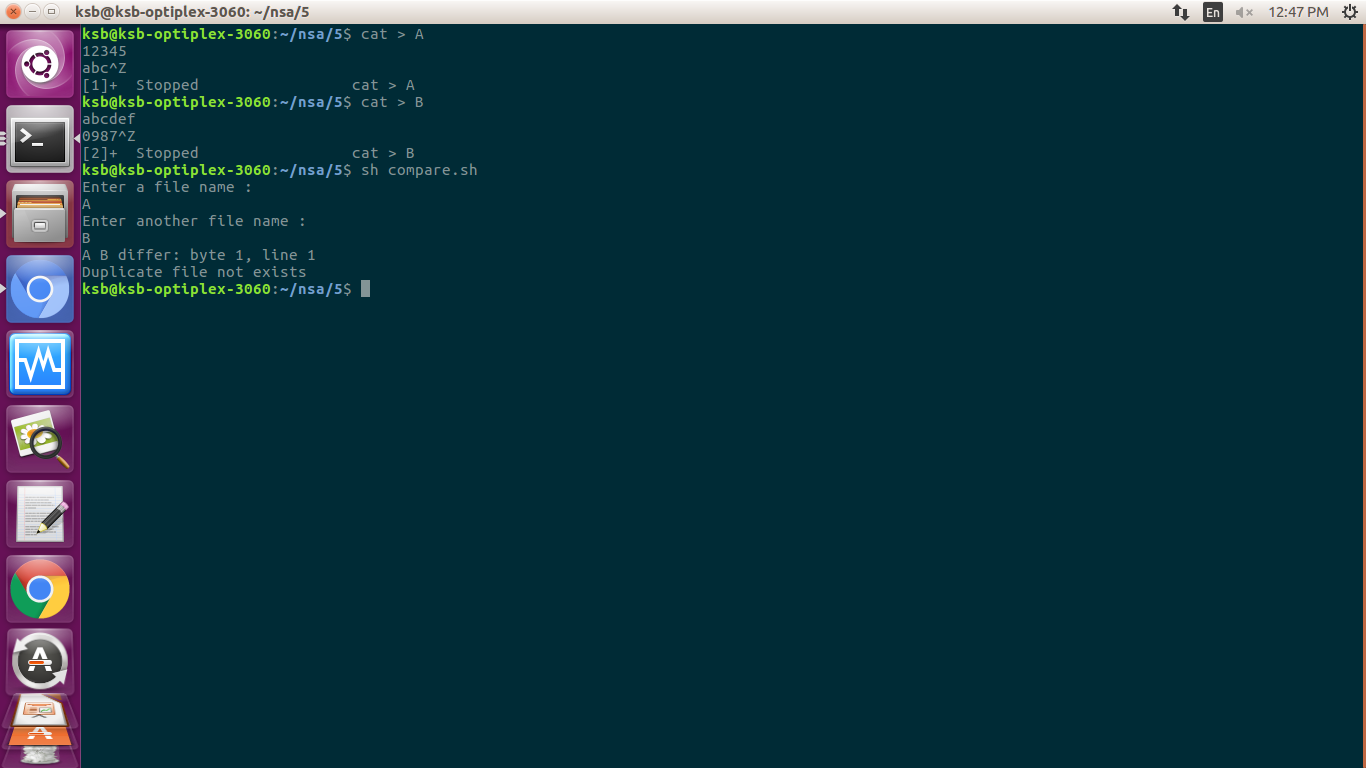 ksb@ksb-optiplex-3060: ~/nsa/5
En
12:47 PM
ksb@ksb-optiplex-3060:~/nsa/5$ cat > A
12345
abc^Z
[1]+  Stopped                 cat > A
ksb@ksb-optiplex-3060:~/nsa/5$ cat > B
abcdef
0987^Z
[2]+  Stopped                 cat > B
ksb@ksb-optiplex-3060:~/nsa/5$ sh compare.sh
Enter a file name :
A
Enter another file name :
B
A B differ: byte 1, line 1
Duplicate file not exists
ksb@ksb-optiplex-3060:~/nsa/5$